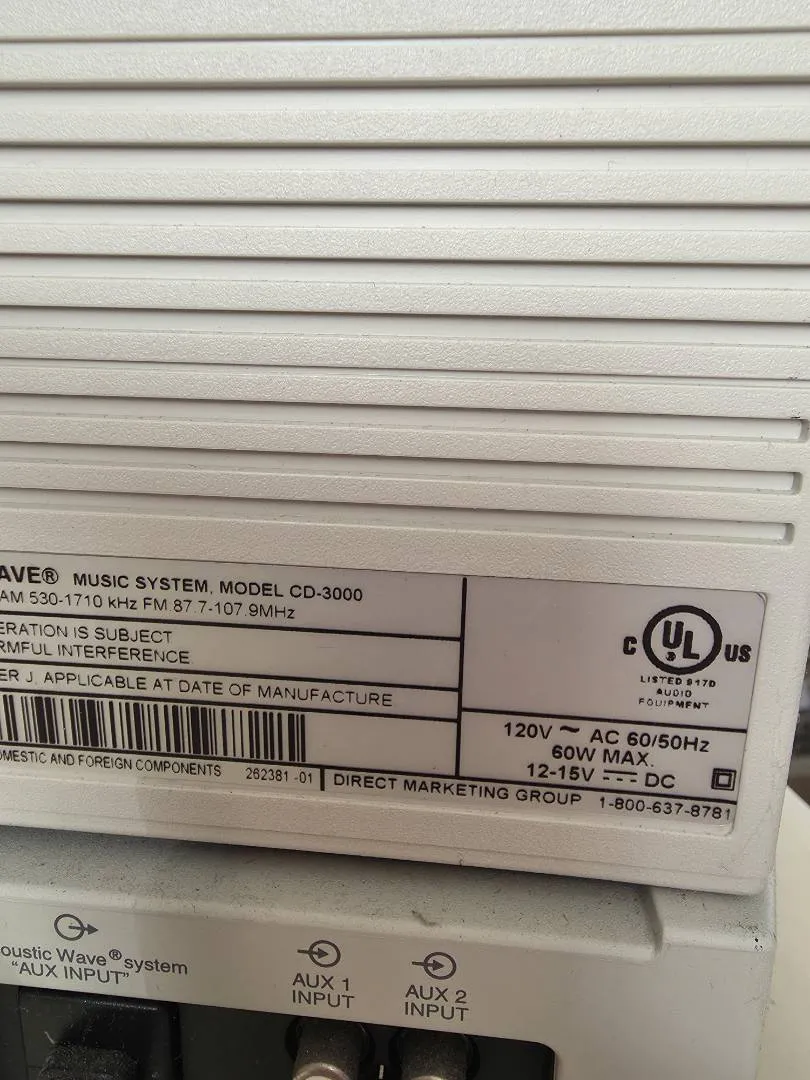 AVE® MUSIC SYSTEM, MODEL CD-3000
AM 530-1710 kHz FM 87.7-107.9MHz
ERATION IS SUBJECT
RMFUL INTERFERENCE
ER J, APPLICABLE AT DATE OF MANUFACTURE
OMESTIC AND FOREIGN COMPONENTS 262381-01
DIRECT MARKETING GROUP 1-800-637-8781
C UL ® US
LISTED 917D
AUDIO
EQUIPMENT
120V ~ AC 60/50Hz
60W MAX.
12-15V ⎓ DC
oustic Wave® system
"AUX INPUT"
AUX 1
INPUT
AUX 2
INPUT